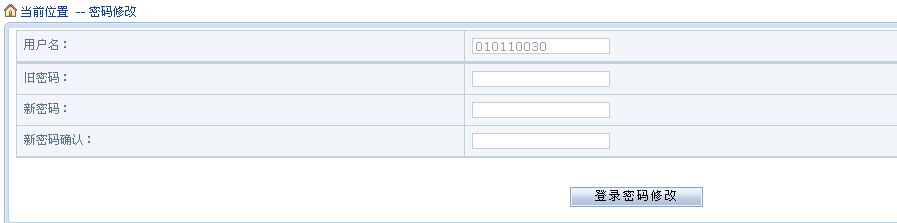 当前位置 -- 密码修改
用户名： 010110030
旧密码：
新密码：
新密码确认：
登录密码修改